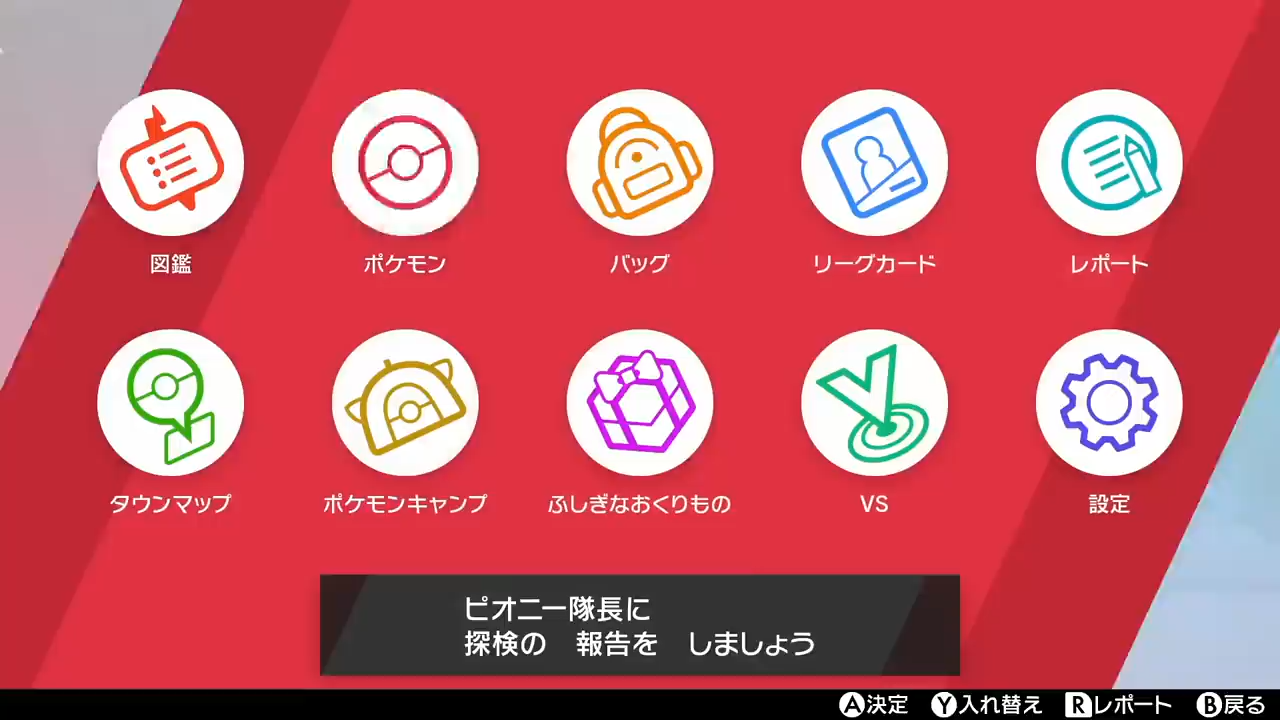 図鑑
ポケモン
バッグ
リーグカード
レポート
タウンマップ
ポケモンキャンプ
ふしぎなおくりもの
VS
設定
ピオニー隊長に
探検の 報告を しましょう
A決定 Y入れ替え Rレポート B戻る